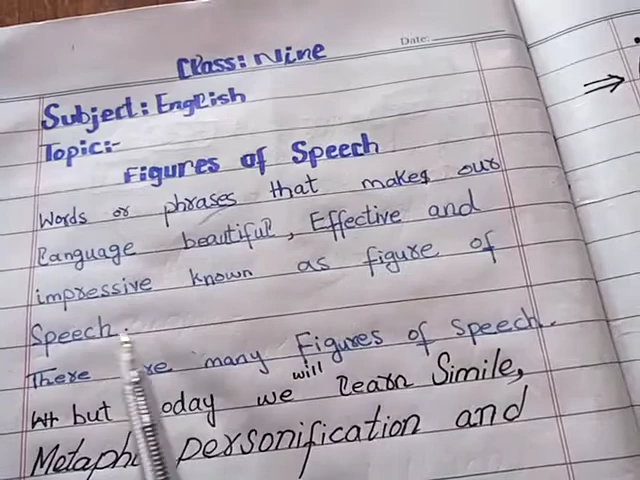 Date:
Class: Nine
Subject: English
Topic:-
Figures of Speech
Words or phrases that makes our
language beautiful, Effective and
impressive known as figure of
Speech.
There many Figures of speech.
but will
we learn Simile,
personification and